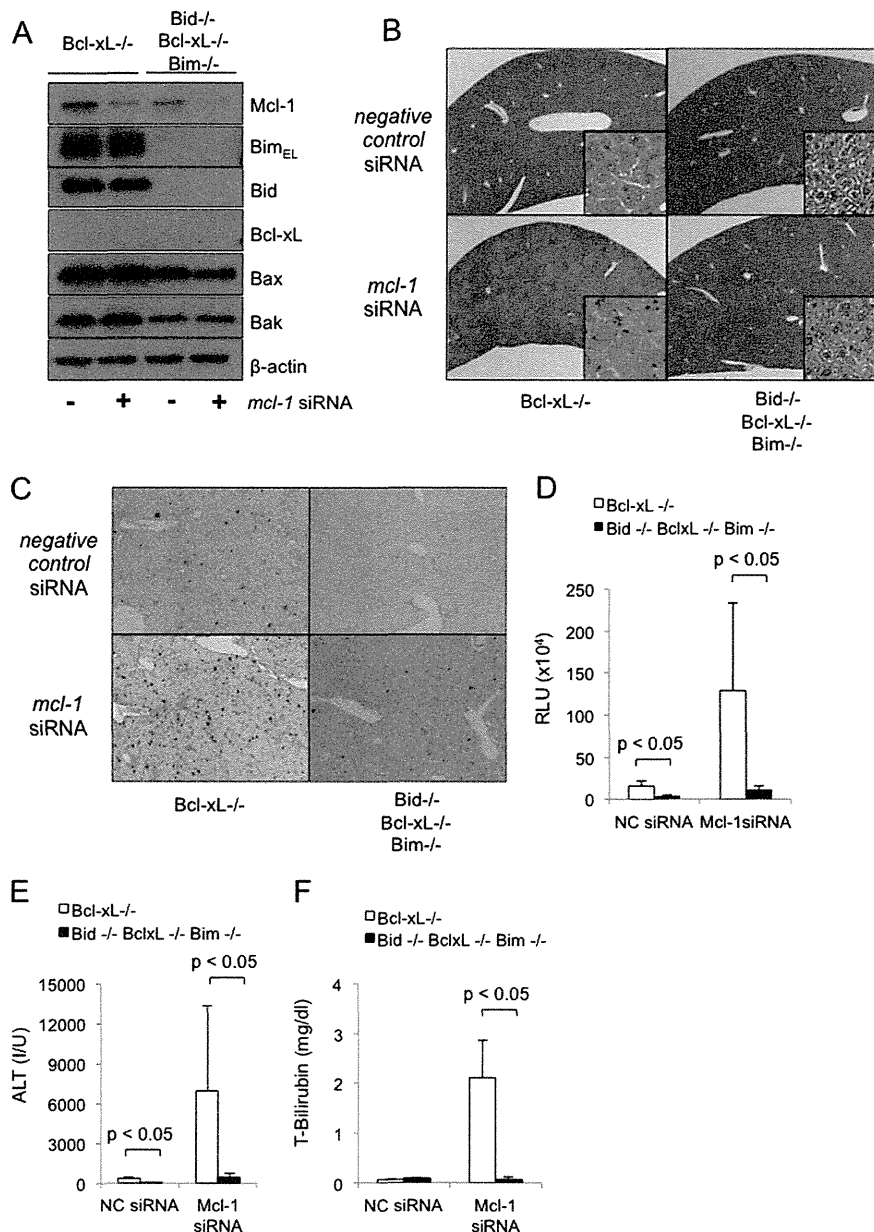 A
Bcl-xL-/-
Bid-/-
Bcl-xL-/-
Bim-/-
Mcl-1
BimEL
Bid
Bcl-xL
Bax
Bak
β-actin
- + - + mcl-1 siRNA
B
negative
control
siRNA
mcl-1
siRNA
Bcl-xL-/-
Bid-/-
Bcl-xL-/-
Bim-/-
C
negative
control
siRNA
mcl-1
siRNA
Bcl-xL-/-
Bid-/-
Bcl-xL-/-
Bim-/-
D
Bcl-xL -/-
Bid -/- BclxL -/- Bim -/-
p < 0.05
p < 0.05
RLU (x10⁴)
250
200
150
100
50
0
NC siRNA Mcl-1siRNA
E
Bcl-xL-/-
Bid -/- BclxL -/- Bim -/-
p < 0.05
p < 0.05
ALT (I/U)
15000
12000
9000
6000
3000
0
NC siRNA Mcl-1
siRNA
F
Bcl-xL-/-
Bid -/- BclxL -/- Bim -/-
p < 0.05
T-Bilirubin (mg/dl)
4
3
2
1
0
NC siRNA Mcl-1
siRNA